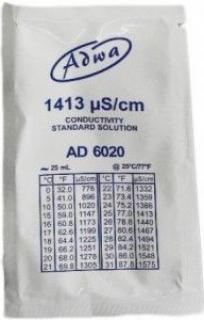 Adwa
1413 µS/cm
CONDUCTIVITY
STANDARD SOLUTION
AD 6020
~ 25 mL @ 25°C/77°F
°C °F µS/cm °C °F µS/cm
0 32.0 776 22 71.6 1332
5 41.0 896 23 73.4 1359
10 50.0 1020 24 75.2 1386
15 59.0 1147 25 77.0 1413
16 60.8 1173 26 78.8 1440
17 62.6 1199 27 80.6 1467
18 64.4 1225 28 82.4 1494
19 66.2 1251 29 84.2 1521
20 68.0 1278 30 86.0 1548
21 69.8 1305 31 87.8 1575